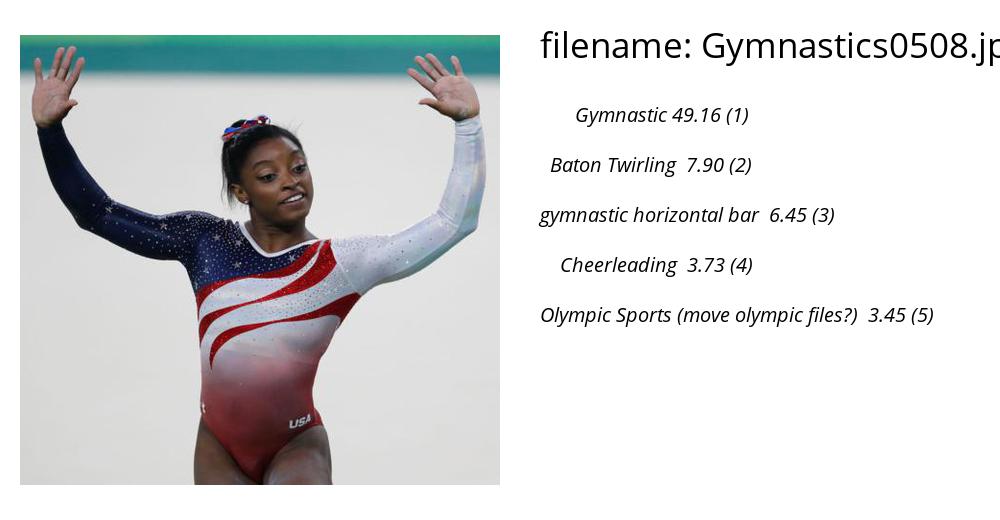 filename: Gymnastics0508.jp
Gymnastic 49.16 (1)
Baton Twirling 7.90 (2)
gymnastic horizontal bar 6.45 (3)
Cheerleading 3.73 (4)
Olympic Sports (move olympic files?) 3.45 (5)
USA